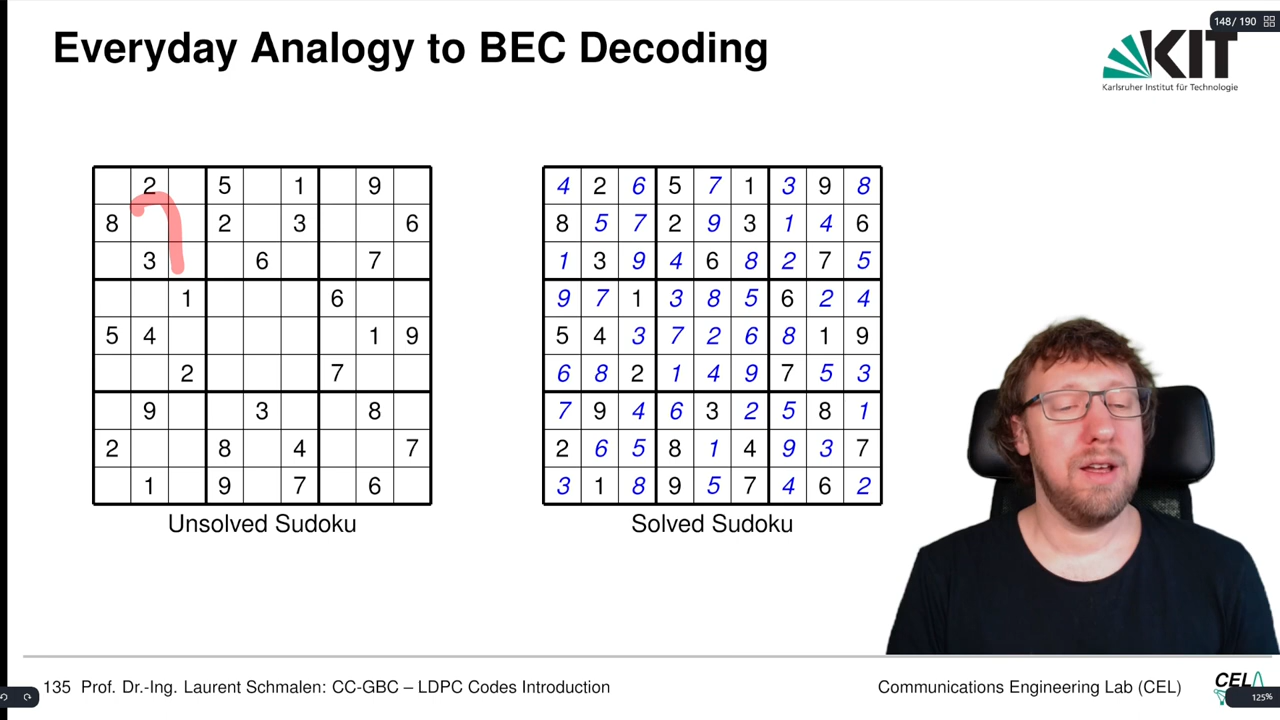 148/ 190
Everyday Analogy to BEC Decoding
KIT
Karlsruher Institut für Technologie
2 5 1 9
8 2 3 6
3 6 7
1 6
5 4 1 9
2 7
9 3 8
2 8 4 7
1 9 7 6
Unsolved Sudoku
4 2 6 5 7 1 3 9 8
8 5 7 2 9 3 1 4 6
1 3 9 4 6 8 2 7 5
9 7 1 3 8 5 6 2 4
5 4 3 7 2 6 8 1 9
6 8 2 1 4 9 7 5 3
7 9 4 6 3 2 5 8 1
2 6 5 8 1 4 9 3 7
3 1 8 9 5 7 4 6 2
Solved Sudoku
135 Prof. Dr.-Ing. Laurent Schmalen: CC-GBC – LDPC Codes Introduction
Communications Engineering Lab (CEL)
CEL
125%